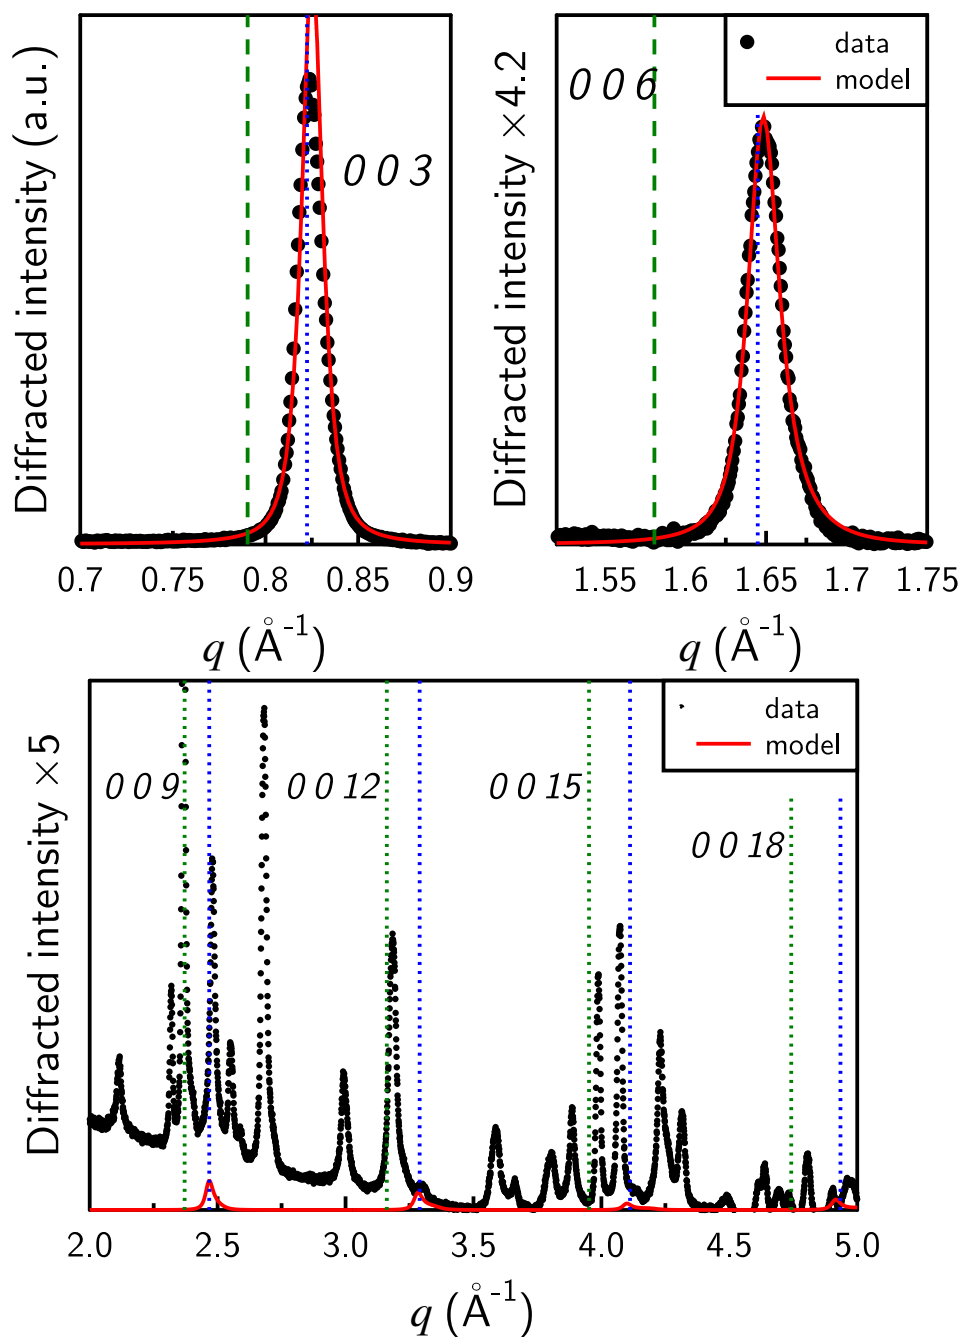 Diffracted intensity (a.u.)
0 0 3
0.7 0.75 0.8 0.85 0.9
q (Å-1)
Diffracted intensity ×4.2
0 0 6
data
model
1.55 1.6 1.65 1.7 1.75
q (Å-1)
Diffracted intensity ×5
data
model
0 0 9
0 0 12
0 0 15
0 0 18
2.0 2.5 3.0 3.5 4.0 4.5 5.0
q (Å-1)